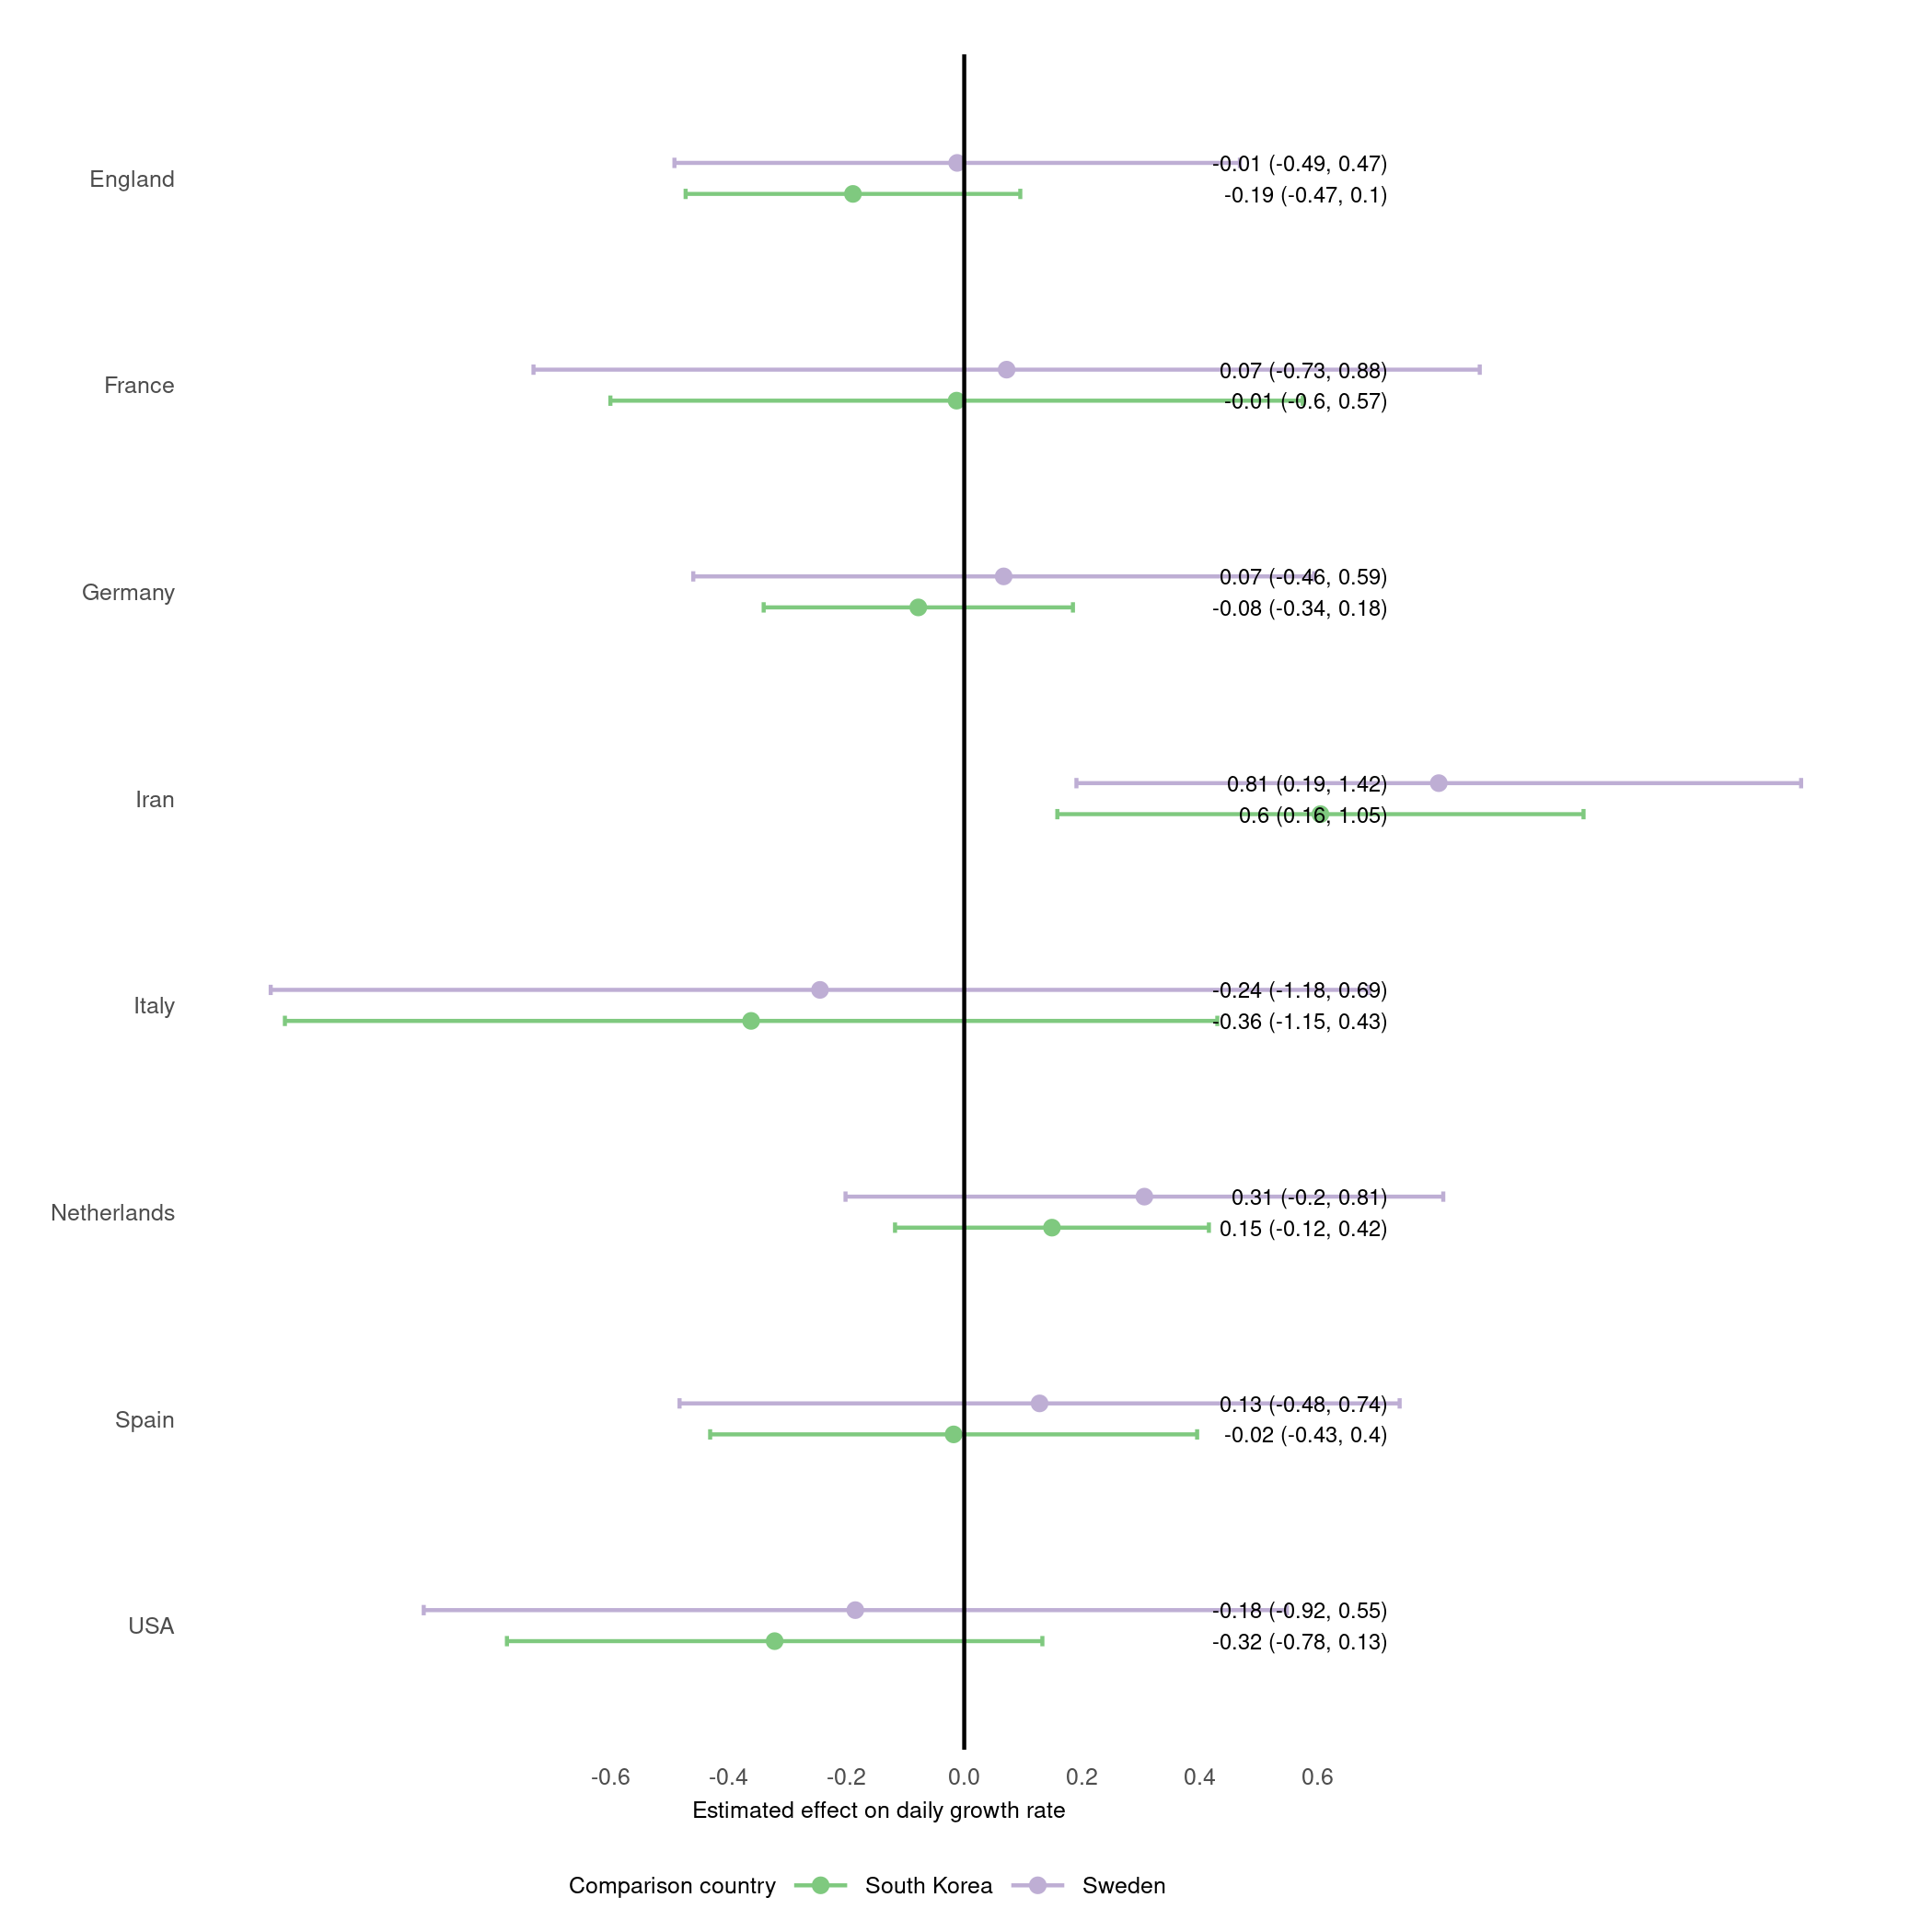 -0.01 (-0.49, 0.47)
England
-0.19 (-0.47, 0.1)
0.07 (-0.73, 0.88)
France
-0.01 (-0.6, 0.57)
0.07 (-0.46, 0.59)
Germany
-0.08 (-0.34, 0.18)
0.81 (0.19, 1.42)
Iran
0.6 (0.16, 1.05)
-0.24 (-1.18, 0.69)
Italy
-0.36 (-1.15, 0.43)
0.31 (-0.2, 0.81)
Netherlands
0.15 (-0.12, 0.42)
0.13 (-0.48, 0.74)
Spain
-0.02 (-0.43, 0.4)
-0.18 (-0.92, 0.55)
USA
-0.32 (-0.78, 0.13)
-0.6 -0.4 -0.2 0.0 0.2 0.4 0.6
Estimated effect on daily growth rate
Comparison country South Korea Sweden